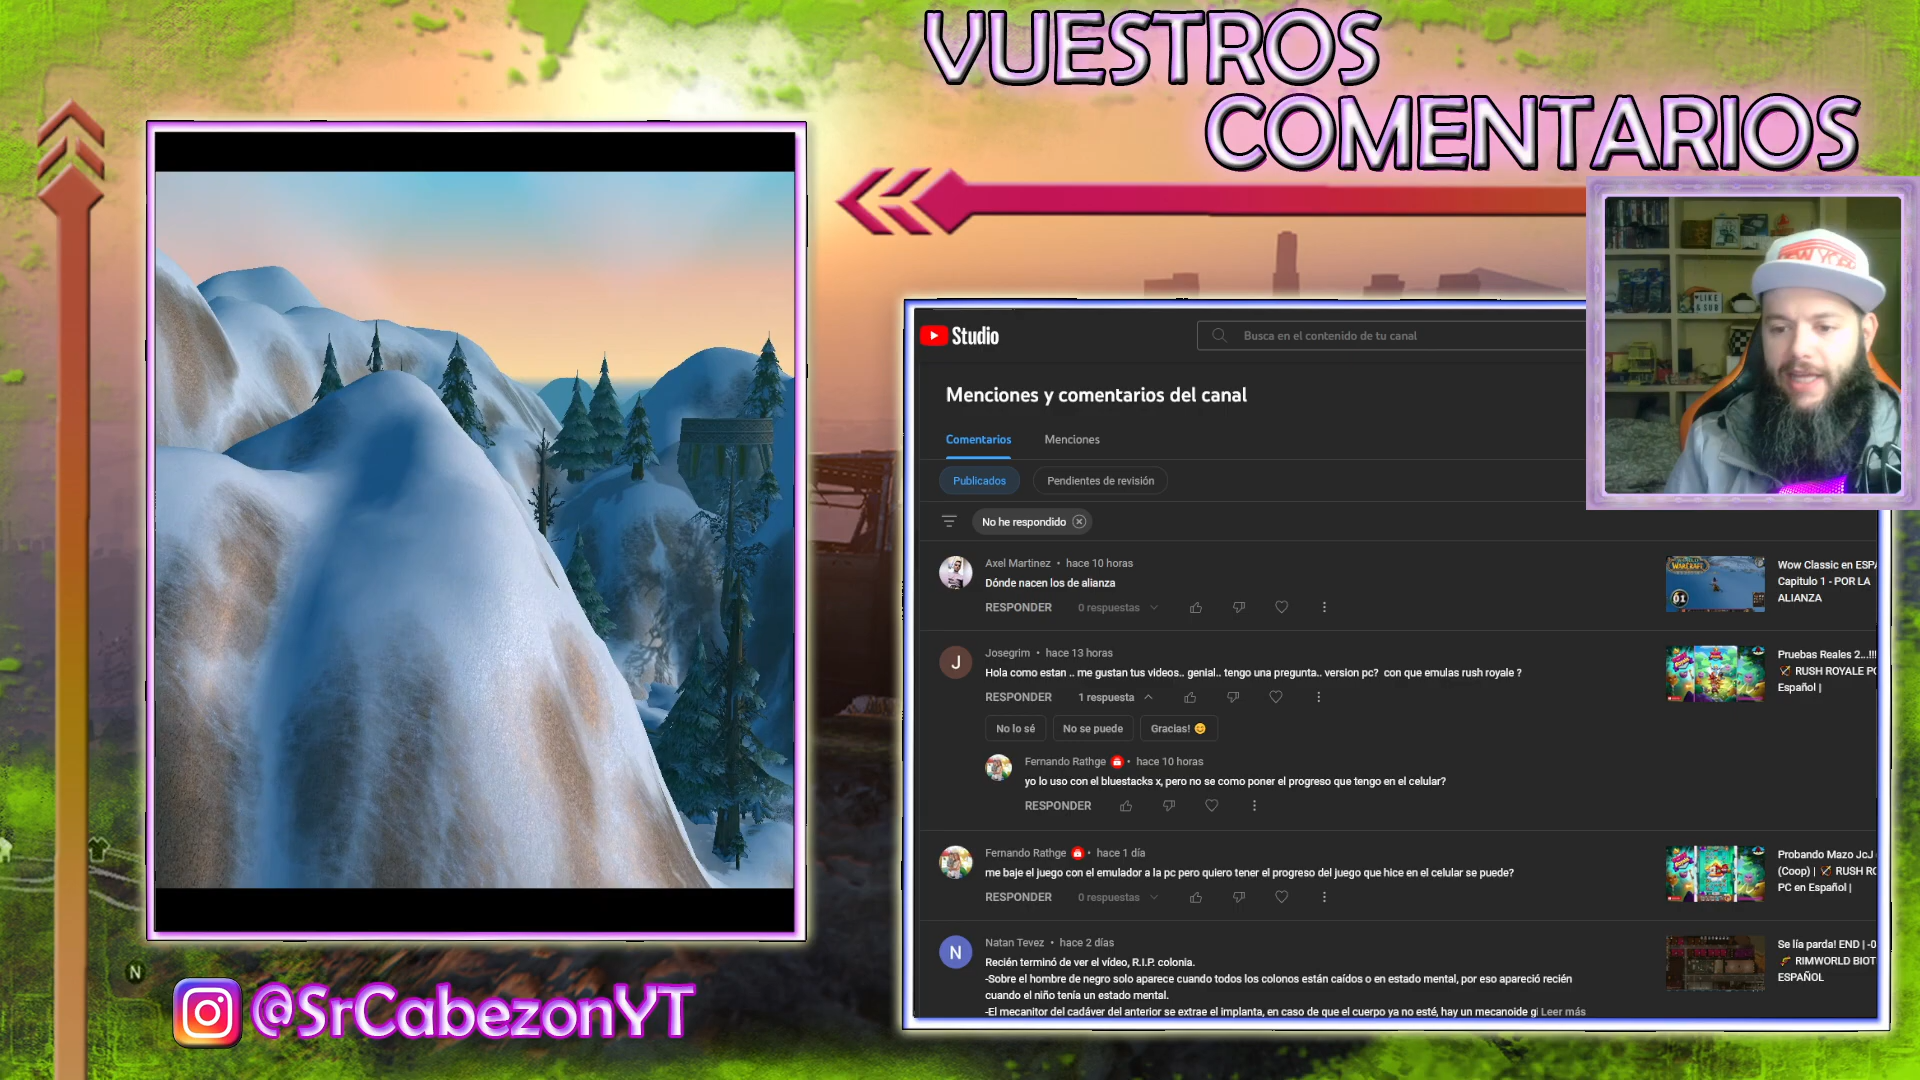 VUESTROS
COMENTARIOS
NEW YORK
LIKE
& SUB
Studio
Busca en el contenido de tu canal
Menciones y comentarios del canal
Comentarios
Menciones
Publicados
Pendientes de revisión
No he respondido
Axel Martinez • hace 10 horas
Dónde nacen los de alianza
RESPONDER 0 respuestas
WARCRAFT
01
Wow Classic en ESPA
Capitulo 1 - POR LA
ALIANZA
J
Josegrim • hace 13 horas
Hola como estan .. me gustan tus videos.. genial.. tengo una pregunta.. version pc? con que emulas rush royale ?
RESPONDER 1 respuesta
No lo sé
No se puede
Gracias! 😊
Pruebas Reales 2...!!!
🏹 RUSH ROYALE PC
Español |
Fernando Rathge • hace 10 horas
yo lo uso con el bluestacks x, pero no se como poner el progreso que tengo en el celular?
RESPONDER
Fernando Rathge • hace 1 día
me baje el juego con el emulador a la pc pero quiero tener el progreso del juego que hice en el celular se puede?
RESPONDER 0 respuestas
Probando Mazo JcJ
(Coop) | 🏹 RUSH RO
PC en Español |
N
Natan Tevez • hace 2 días
Recién terminó de ver el vídeo, R.I.P. colonia.
-Sobre el hombre de negro solo aparece cuando todos los colonos están caídos o en estado mental, por eso apareció recién
cuando el niño tenía un estado mental.
-El mecanitor del cadáver del anterior se extrae el implanta, en caso de que el cuerpo ya no esté, hay un mecanoide g Leer más
Se lía parda! END | -0
RIMWORLD BIOT
ESPAÑOL
N
@SrCabezonYT